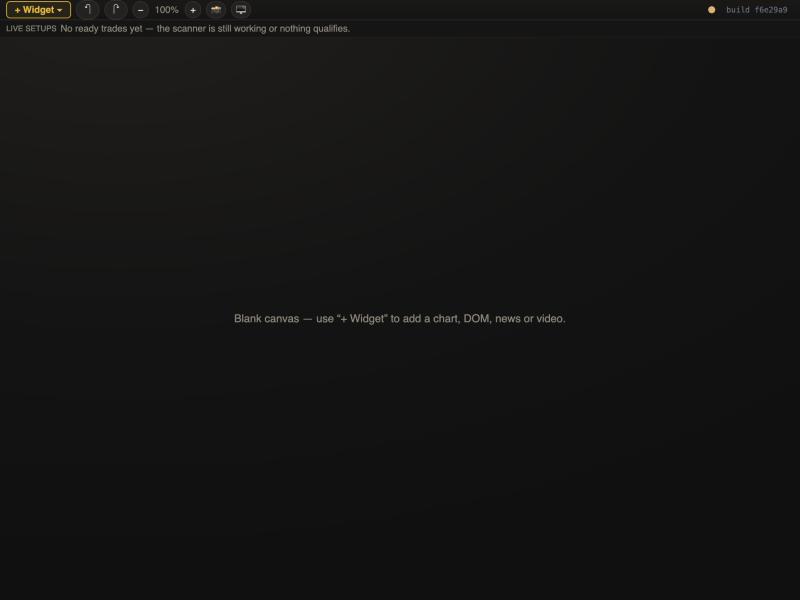 + Widget
− 100% +
build f6e29a9
LIVE SETUPS No ready trades yet — the scanner is still working or nothing qualifies.
Blank canvas — use “+ Widget” to add a chart, DOM, news or video.